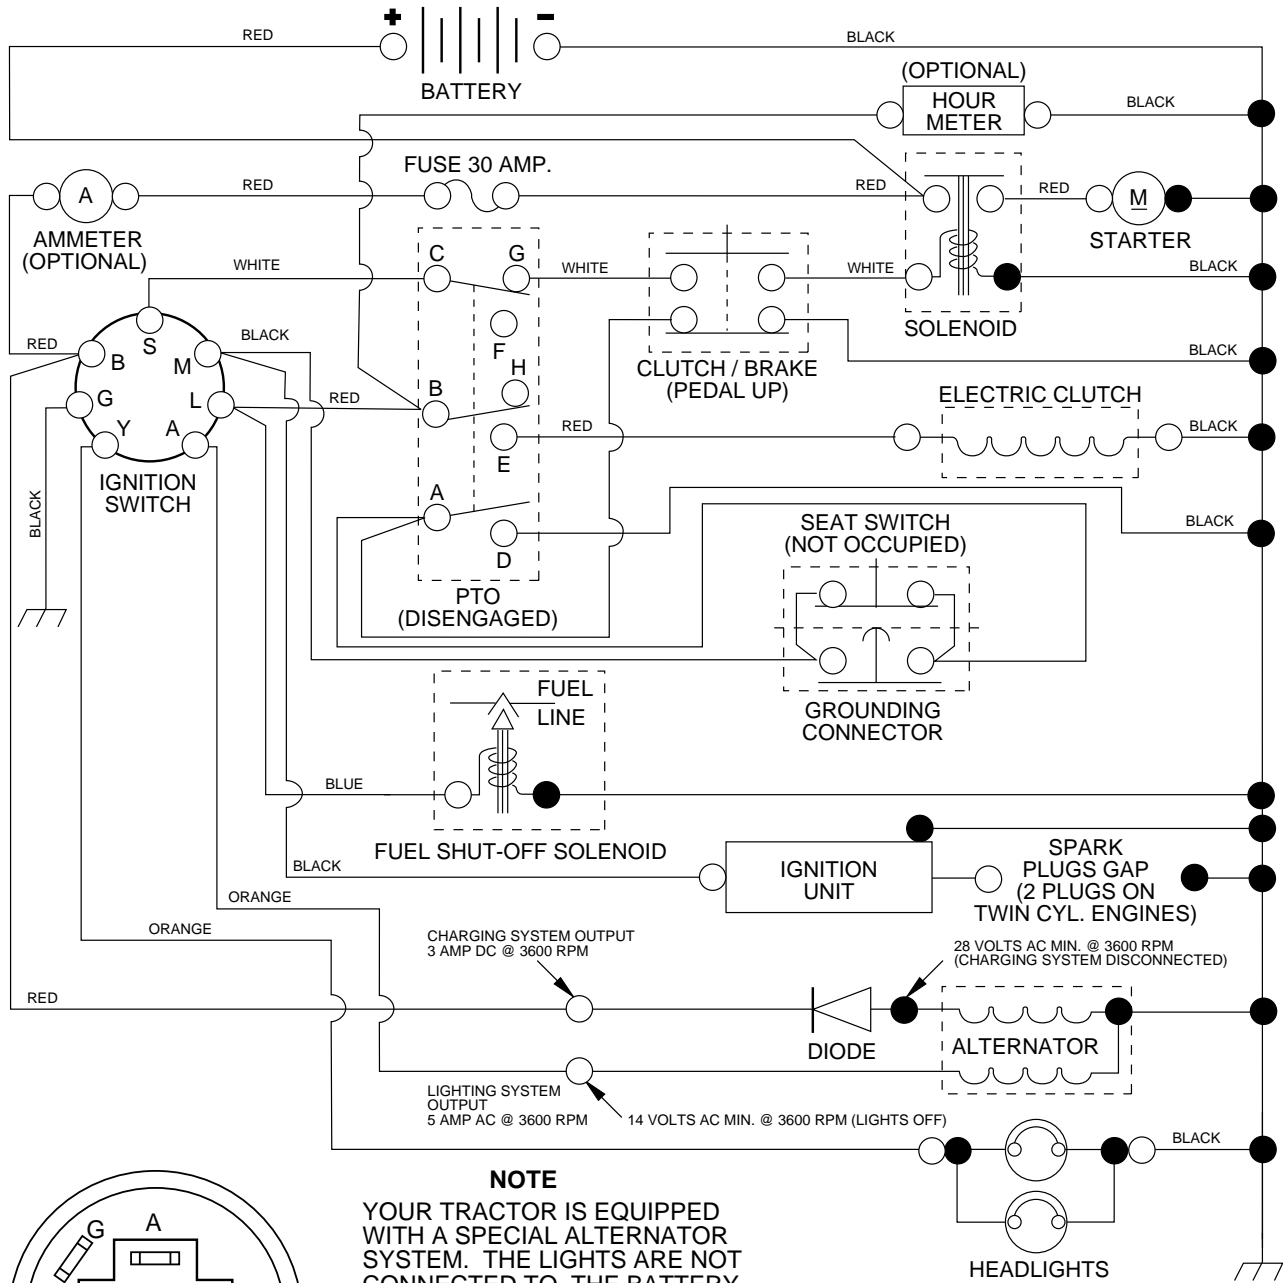 + −
RED
BLACK
BATTERY
(OPTIONAL)
HOUR
METER
BLACK
FUSE 30 AMP.
A
RED
RED
RED
M
STARTER
AMMETER
(OPTIONAL)
WHITE
C
G
WHITE
WHITE
BLACK
SOLENOID
S
RED
B
M
BLACK
F
CLUTCH / BRAKE
(PEDAL UP)
BLACK
G
L
RED
B
H
ELECTRIC CLUTCH
Y
A
RED
BLACK
E
IGNITION
SWITCH
BLACK
A
D
SEAT SWITCH
(NOT OCCUPIED)
BLACK
PTO
(DISENGAGED)
FUEL
LINE
GROUNDING
CONNECTOR
BLUE
FUEL SHUT-OFF SOLENOID
BLACK
IGNITION
UNIT
SPARK
PLUGS GAP
(2 PLUGS ON
TWIN CYL. ENGINES)
ORANGE
ORANGE
CHARGING SYSTEM OUTPUT
3 AMP DC @ 3600 RPM
28 VOLTS AC MIN. @ 3600 RPM
(CHARGING SYSTEM DISCONNECTED)
RED
DIODE
ALTERNATOR
LIGHTING SYSTEM
OUTPUT
5 AMP AC @ 3600 RPM
14 VOLTS AC MIN. @ 3600 RPM (LIGHTS OFF)
BLACK
HEADLIGHTS
NOTE
YOUR TRACTOR IS EQUIPPED
WITH A SPECIAL ALTERNATOR
SYSTEM. THE LIGHTS ARE NOT
CONNECTED TO THE BATTERY,
G
A